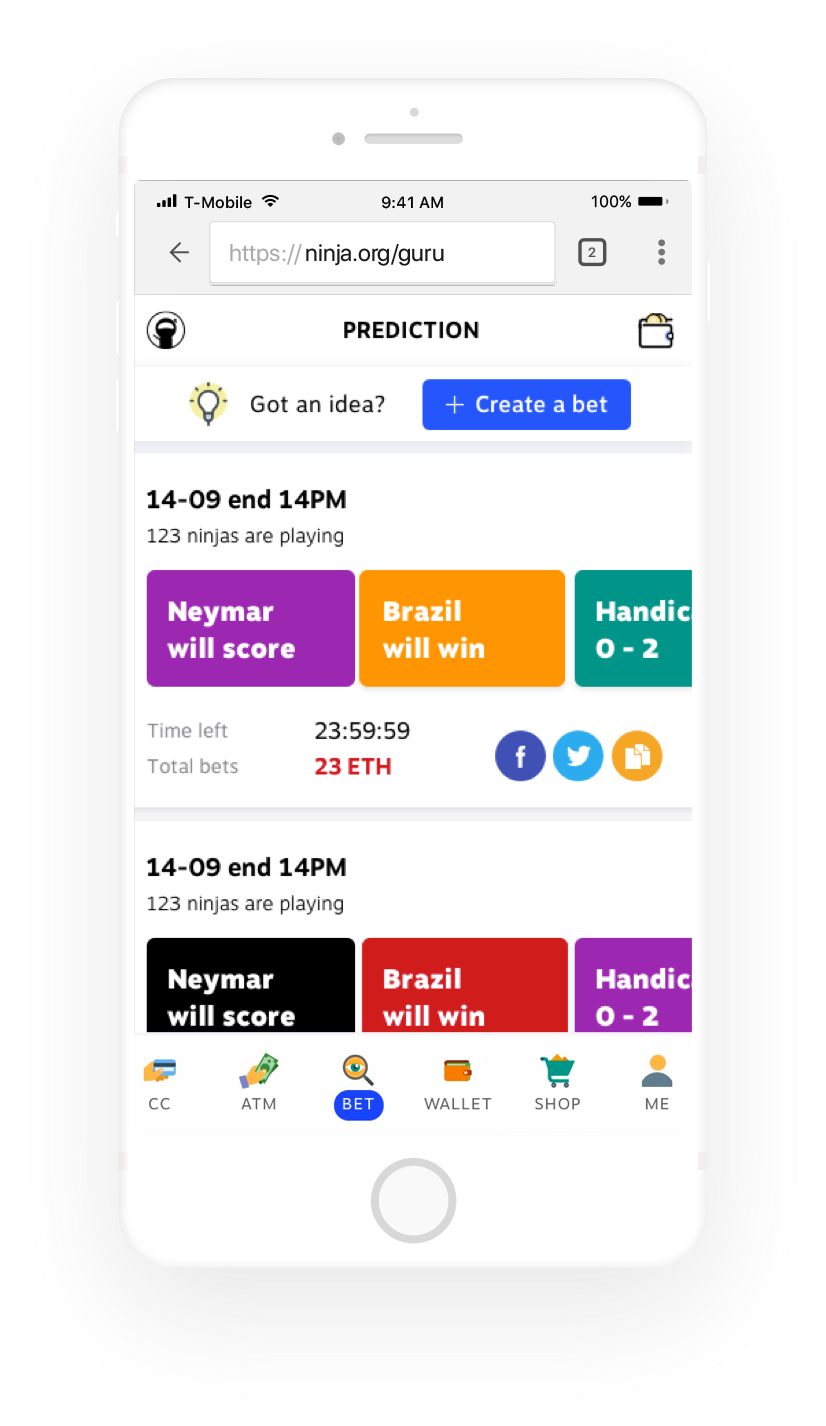 T-Mobile 9:41 AM 100%
https://ninja.org/guru 2
PREDICTION
Got an idea? + Create a bet
14-09 end 14PM
123 ninjas are playing
Neymar Brazil Handic
will score will win 0 - 2
Time left 23:59:59
Total bets 23 ETH
14-09 end 14PM
123 ninjas are playing
Neymar Brazil Handic
will score will win 0 - 2
CC ATM BET WALLET SHOP ME